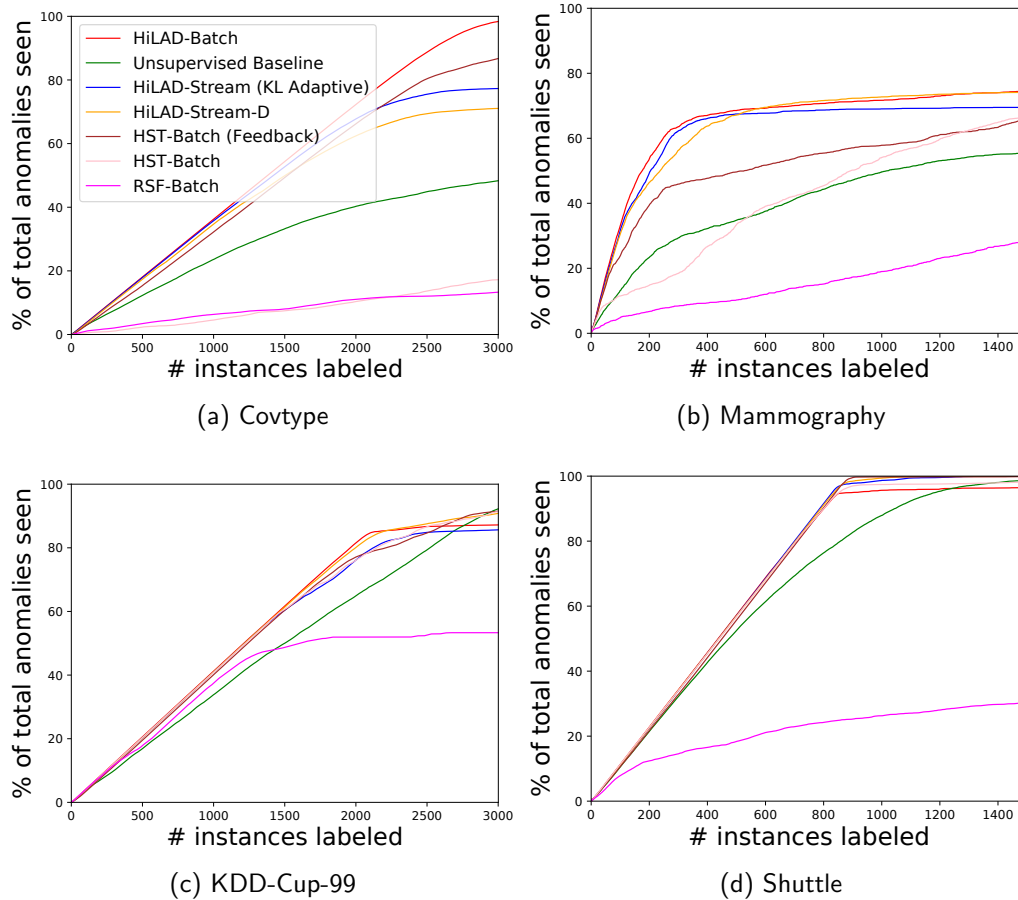 % of total anomalies seen
100
80
60
40
20
0
HiLAD-Batch
Unsupervised Baseline
HiLAD-Stream (KL Adaptive)
HiLAD-Stream-D
HST-Batch (Feedback)
HST-Batch
RSF-Batch
0 500 1000 1500 2000 2500 3000
# instances labeled
(a) Covtype
% of total anomalies seen
100
80
60
40
20
0
0 200 400 600 800 1000 1200 1400
# instances labeled
(b) Mammography
% of total anomalies seen
100
80
60
40
20
0
0 500 1000 1500 2000 2500 3000
# instances labeled
(c) KDD-Cup-99
% of total anomalies seen
100
80
60
40
20
0
0 200 400 600 800 1000 1200 1400
# instances labeled
(d) Shuttle